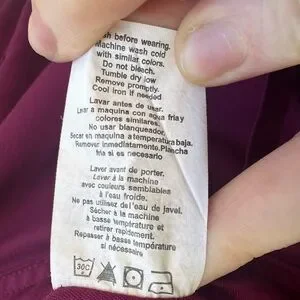 sh before wearing.
Machine wash cold
with similar colors.
Do not bleach.
Tumble dry low
Remove promptly.
Cool iron if needed
Lavar antes de usar.
Lavar a maquina con agua fria y
colores similares.
No usar blanqueador.
Secar en maquina a temperatura baja.
Remover inmediatamente. Plancha
fria si es necesario
Laver avant de porter.
Laver à la machine
avec couleurs semblables
à l'eau froide.
Ne pas utilisez de eau de javel.
Sécher à la machine
à basse température et
retirer rapidement.
Repasser à basse température
si nécessaire
30C